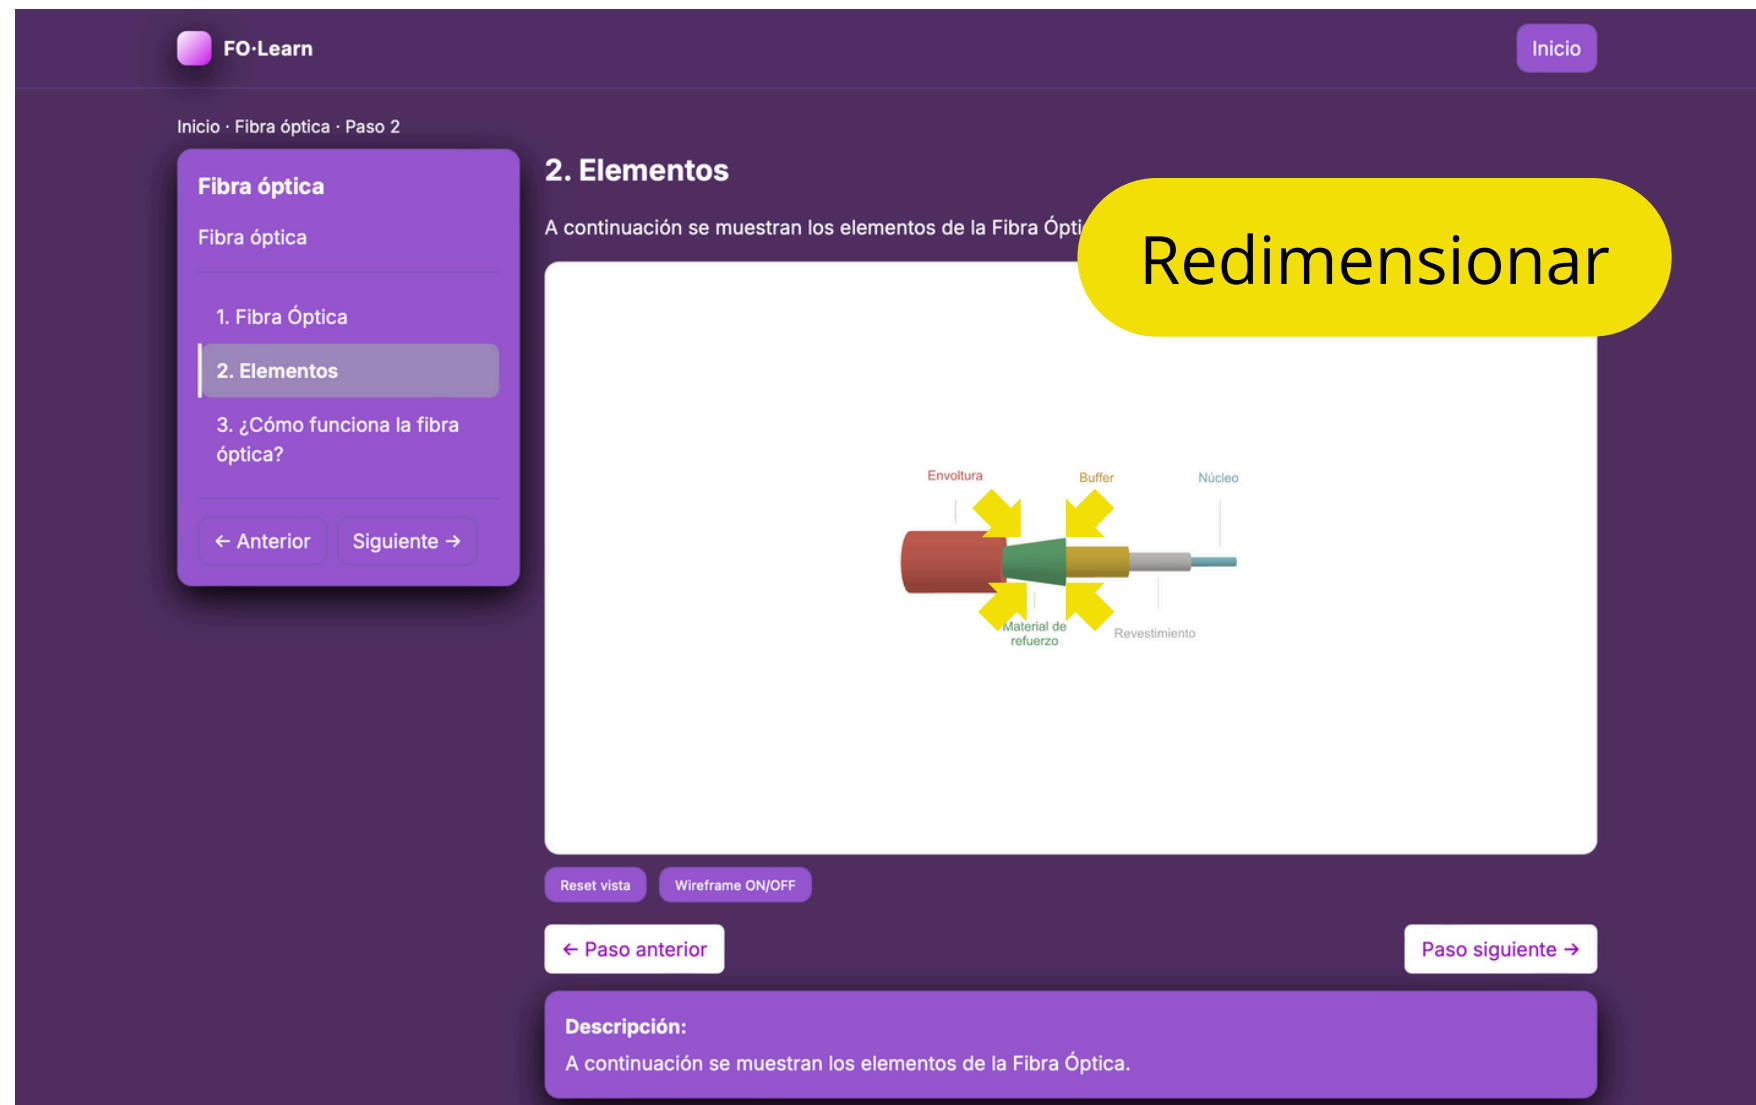 FO·Learn
Inicio
Inicio · Fibra óptica · Paso 2
Fibra óptica
Fibra óptica
1. Fibra Óptica
2. Elementos
3. ¿Cómo funciona la fibra
óptica?
← Anterior
Siguiente →
2. Elementos
A continuación se muestran los elementos de la Fibra
Redimensionar
Envoltura
Buffer
Núcleo
Material de
refuerzo
Revestimiento
Reset vista
Wireframe ON/OFF
← Paso anterior
Paso siguiente →
Descripción:
A continuación se muestran los elementos de la Fibra Óptica.